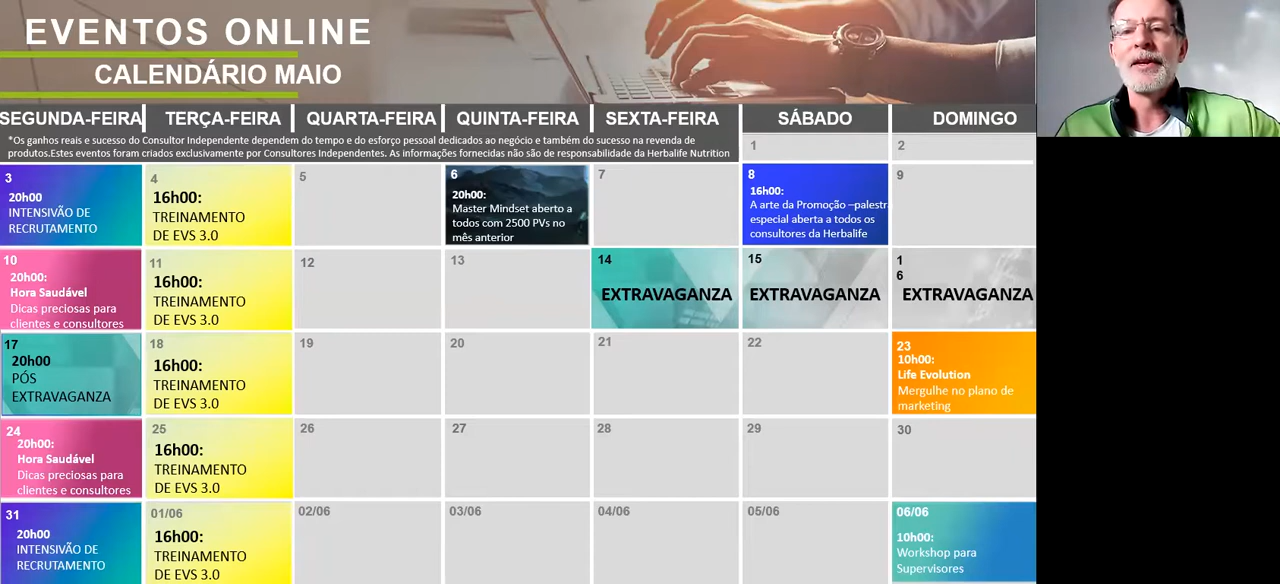 EVENTOS ONLINE
CALENDÁRIO MAIO
SEGUNDA-FEIRA
TERÇA-FEIRA
QUARTA-FEIRA
QUINTA-FEIRA
SEXTA-FEIRA
SÁBADO
DOMINGO
*Os ganhos reais e sucesso do Consultor Independente dependem do tempo e do esforço pessoal dedicados ao negócio e também do sucesso na revenda de
produtos.Estes eventos foram criados exclusivamente por Consultores Independentes. As informações fornecidas não são de responsabilidade da Herbalife Nutrition
1
2
3
20h00
INTENSIVÃO DE
RECRUTAMENTO
4
16h00:
TREINAMENTO
DE EVS 3.0
5
6
20h00:
Master Mindset aberto a
todos com 2500 PVs no
mês anterior
7
8
16h00:
A arte da Promoção –palestr
especial aberta a todos os
consultores da Herbalife
9
10
20h00:
Hora Saudável
Dicas preciosas para
clientes e consultores
11
16h00:
TREINAMENTO
DE EVS 3.0
12
13
14
EXTRAVAGANZA
15
EXTRAVAGANZA
1
6
EXTRAVAGANZA
17
20h00
PÓS
EXTRAVAGANZA
18
16h00:
TREINAMENTO
DE EVS 3.0
19
20
21
22
23
10h00:
Life Evolution
Mergulhe no plano de
marketing
24
20h00:
Hora Saudável
Dicas preciosas para
clientes e consultores
25
16h00:
TREINAMENTO
DE EVS 3.0
26
27
28
29
30
31
20h00
INTENSIVÃO DE
RECRUTAMENTO
01/06
16h00:
TREINAMENTO
DE EVS 3.0
02/06
03/06
04/06
05/06
06/06
10h00:
Workshop para
Supervisores